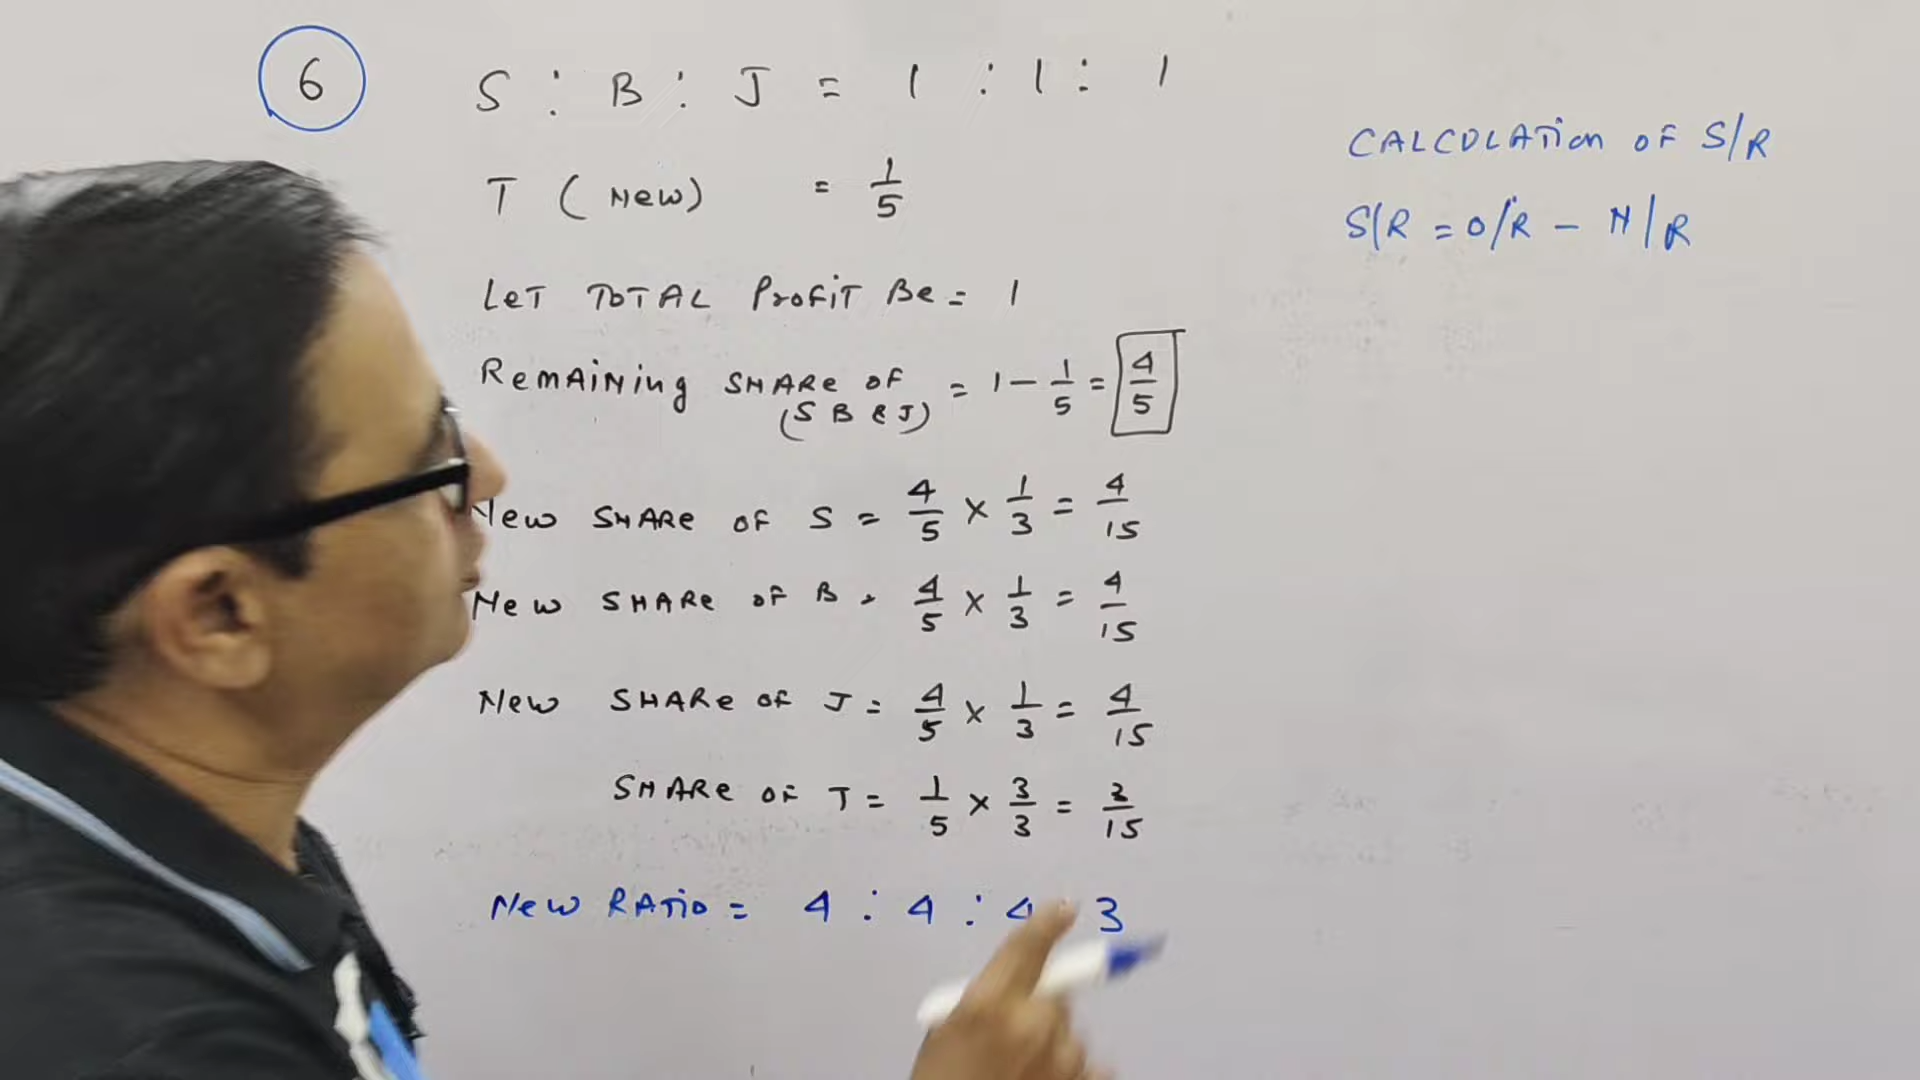 6
S : B : J = 1 : 1 : 1
T (New) = 1/5
LET TOTAL PROFIT Be = 1
Remaining SHARe OF (S B & J) = 1 - 1/5 = 4/5
New SHARe OF S = 4/5 × 1/3 = 4/15
New SHARe OF B = 4/5 × 1/3 = 4/15
New SHARe OF J = 4/5 × 1/3 = 4/15
SHARe OF T = 1/5 × 3/3 = 3/15
New RATio = 4 : 4 : 4 : 3
CALCULATion OF S/R
S/R = O/R - N/R